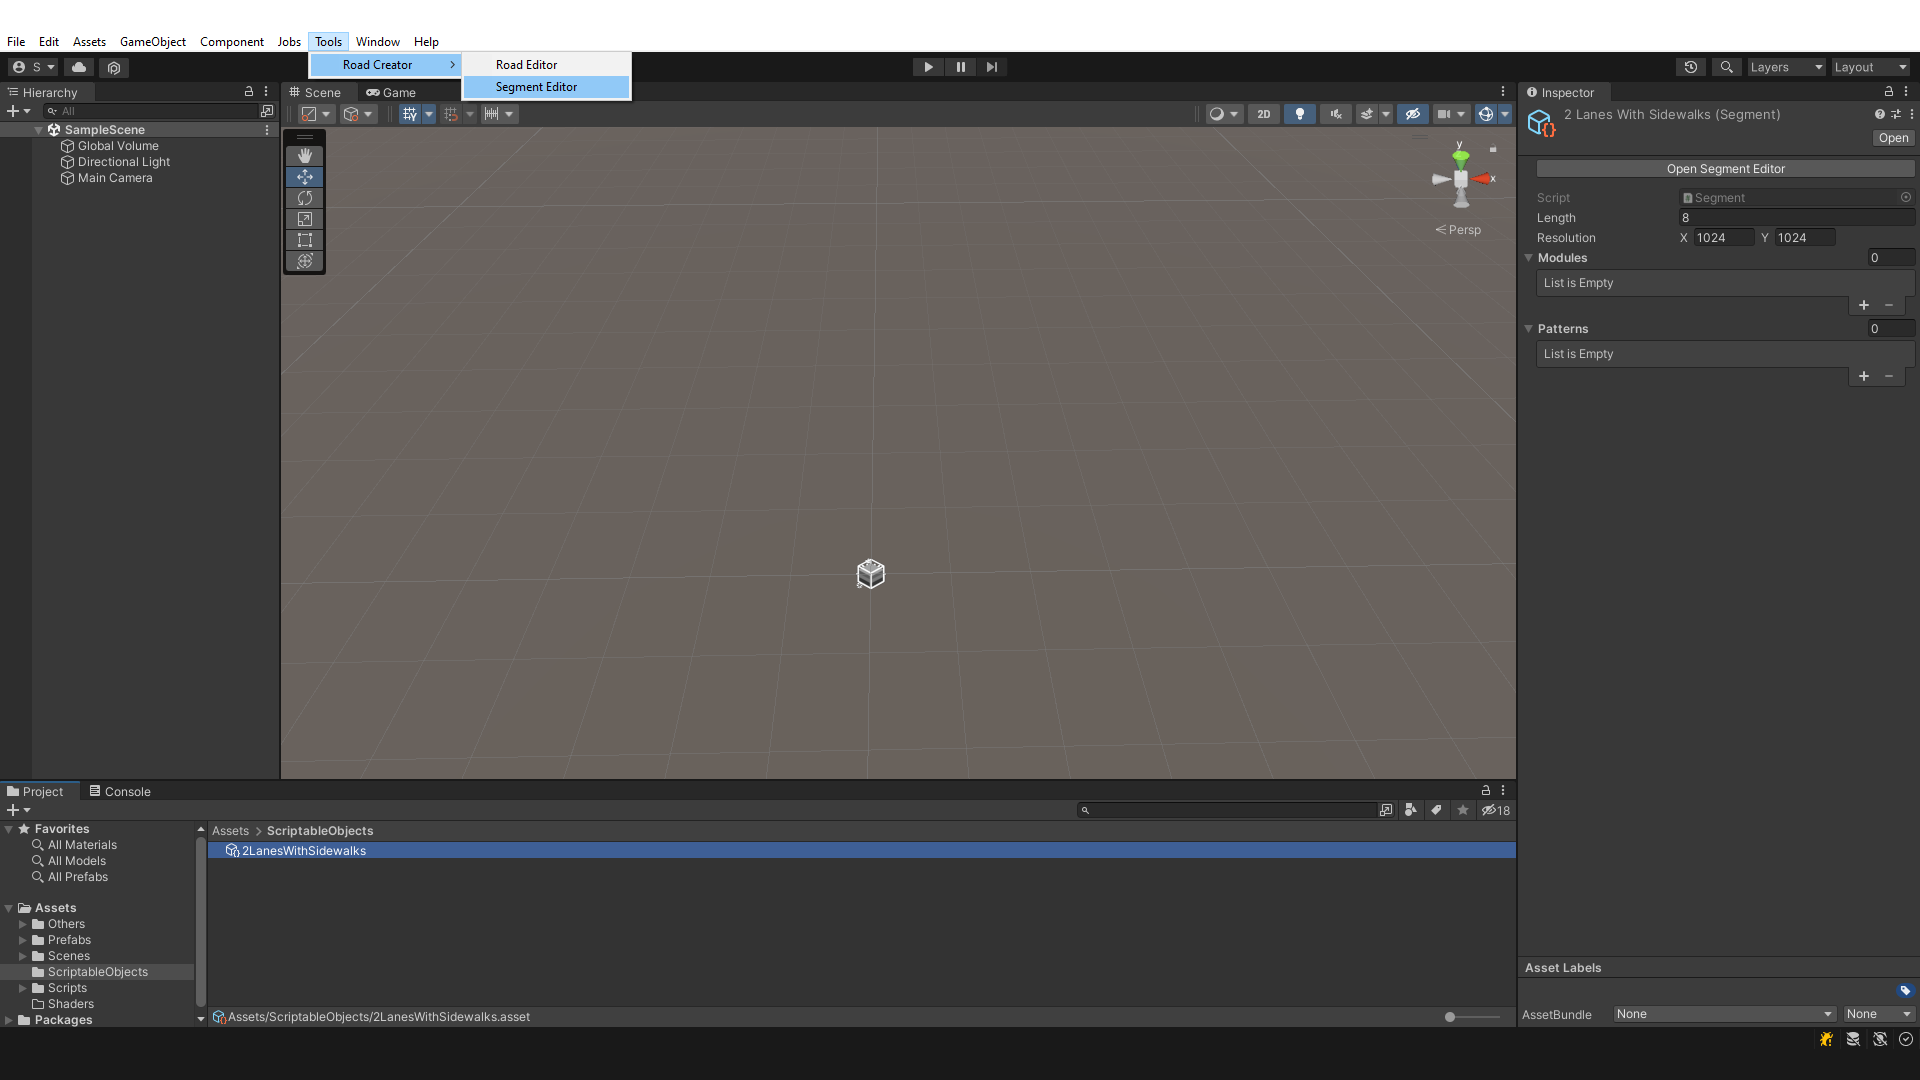 File Edit Assets GameObject Component Jobs Tools Window Help
Road Creator
Road Editor
Segment Editor
S
Layers
Layout
Hierarchy
All
SampleScene
Global Volume
Directional Light
Main Camera
Scene
Game
2D
y
x
Persp
Inspector
2 Lanes With Sidewalks (Segment)
Open
Open Segment Editor
Script Segment
Length 8
Resolution X 1024 Y 1024
Modules 0
List is Empty
Patterns 0
List is Empty
Project
Console
18
Favorites
All Materials
All Models
All Prefabs
Assets
Others
Prefabs
Scenes
ScriptableObjects
Scripts
Shaders
Packages
Assets > ScriptableObjects
2LanesWithSidewalks
Assets/ScriptableObjects/2LanesWithSidewalks.asset
Asset Labels
AssetBundle None None